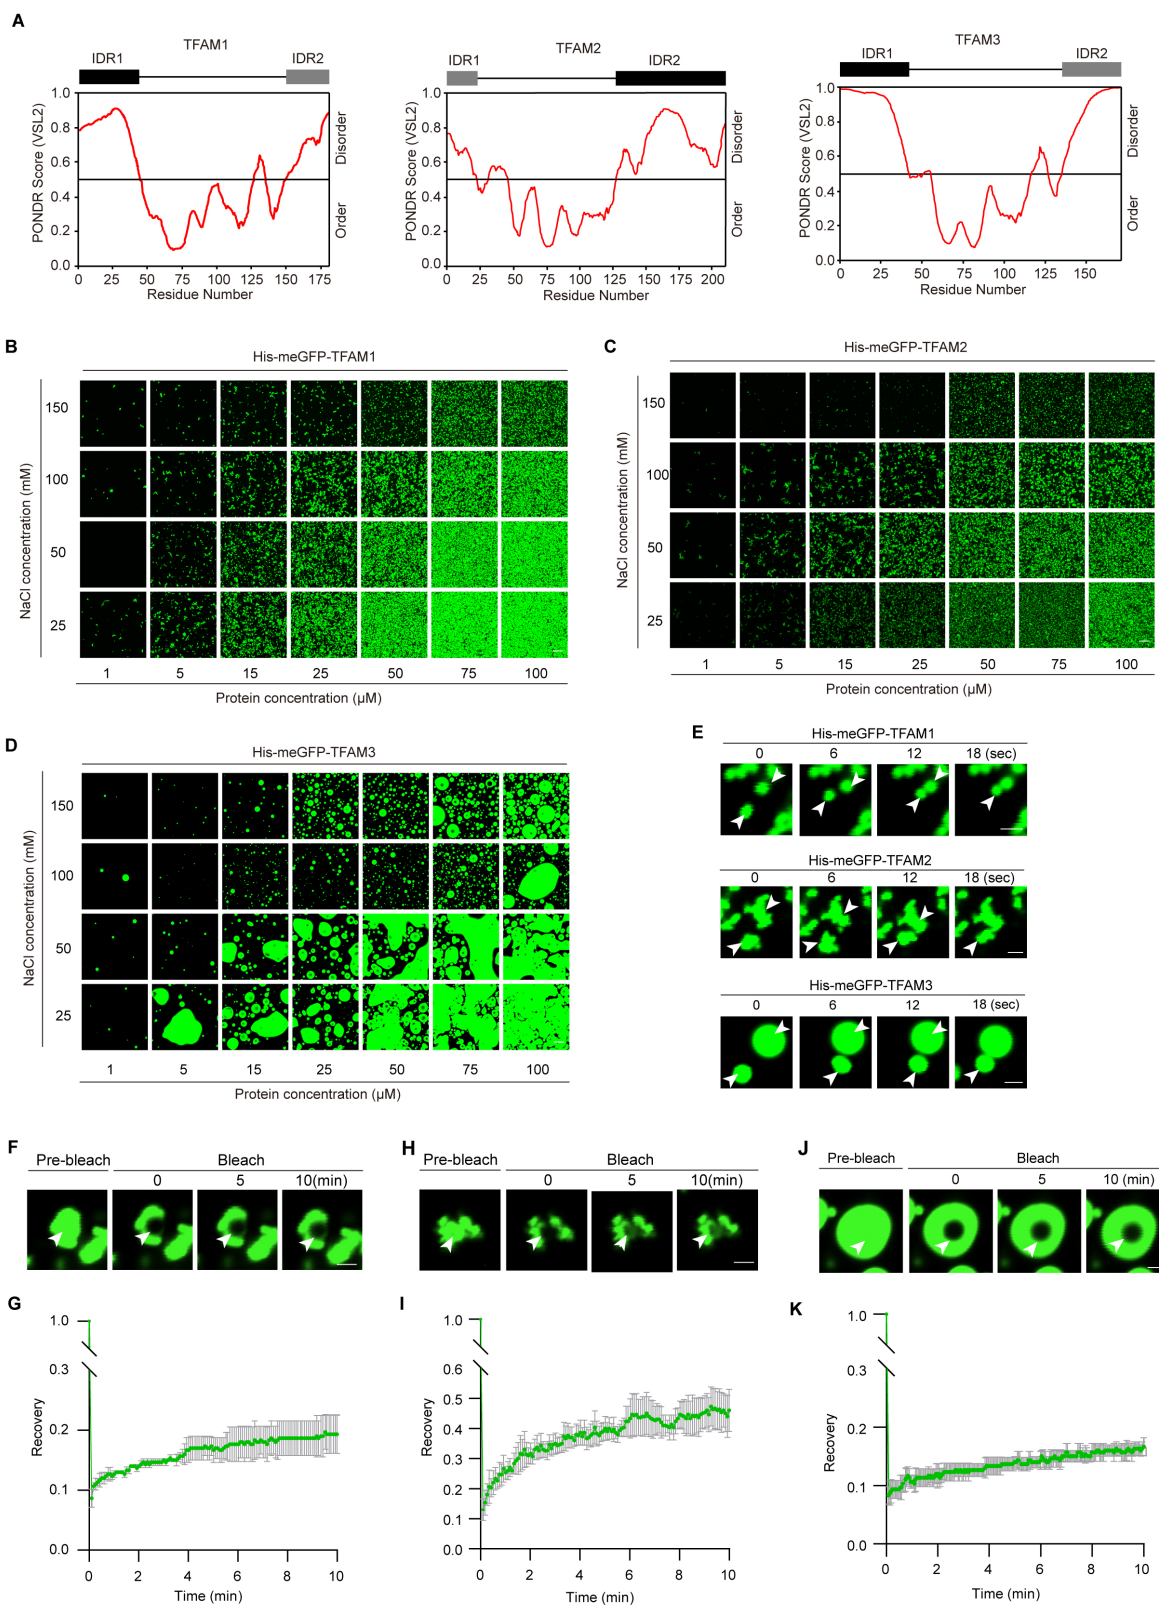 A
TFAM1
IDR1
IDR2
PONDR Score (VSL2)
1.0
0.8
0.6
0.4
0.2
0.0
Disorder
Order
0 25 50 75 100 125 150 175
Residue Number
TFAM2
IDR1
IDR2
PONDR Score (VSL2)
1.0
0.8
0.6
0.4
0.2
0.0
Disorder
Order
0 25 50 75 100 125 150 175 200
Residue Number
TFAM3
IDR1
IDR2
PONDR Score (VSL2)
1.0
0.8
0.6
0.4
0.2
0.0
Disorder
Order
0 25 50 75 100 125 150
Residue Number
B
His-meGFP-TFAM1
NaCl concentration (mM)
150
100
50
25
1 5 15 25 50 75 100
Protein concentration (µM)
C
His-meGFP-TFAM2
NaCl concentration (mM)
150
100
50
25
1 5 15 25 50 75 100
Protein concentration (µM)
D
His-meGFP-TFAM3
NaCl concentration (mM)
150
100
50
25
1 5 15 25 50 75 100
Protein concentration (µM)
E
His-meGFP-TFAM1
0 6 12 18 (sec)
His-meGFP-TFAM2
0 6 12 18 (sec)
His-meGFP-TFAM3
0 6 12 18 (sec)
F
Pre-bleach Bleach
0 5 10(min)
H
Pre-bleach Bleach
0 5 10(min)
J
Pre-bleach Bleach
0 5 10 (min)
G
Recovery
1.0
0.3
0.2
0.1
0.0
0 2 4 6 8 10
Time (min)
I
Recovery
1.0
0.6
0.5
0.4
0.3
0.2
0.1
0.0
0 2 4 6 8 10
Time (min)
K
Recovery
1.0
0.3
0.2
0.1
0.0
0 2 4 6 8 10
Time (min)